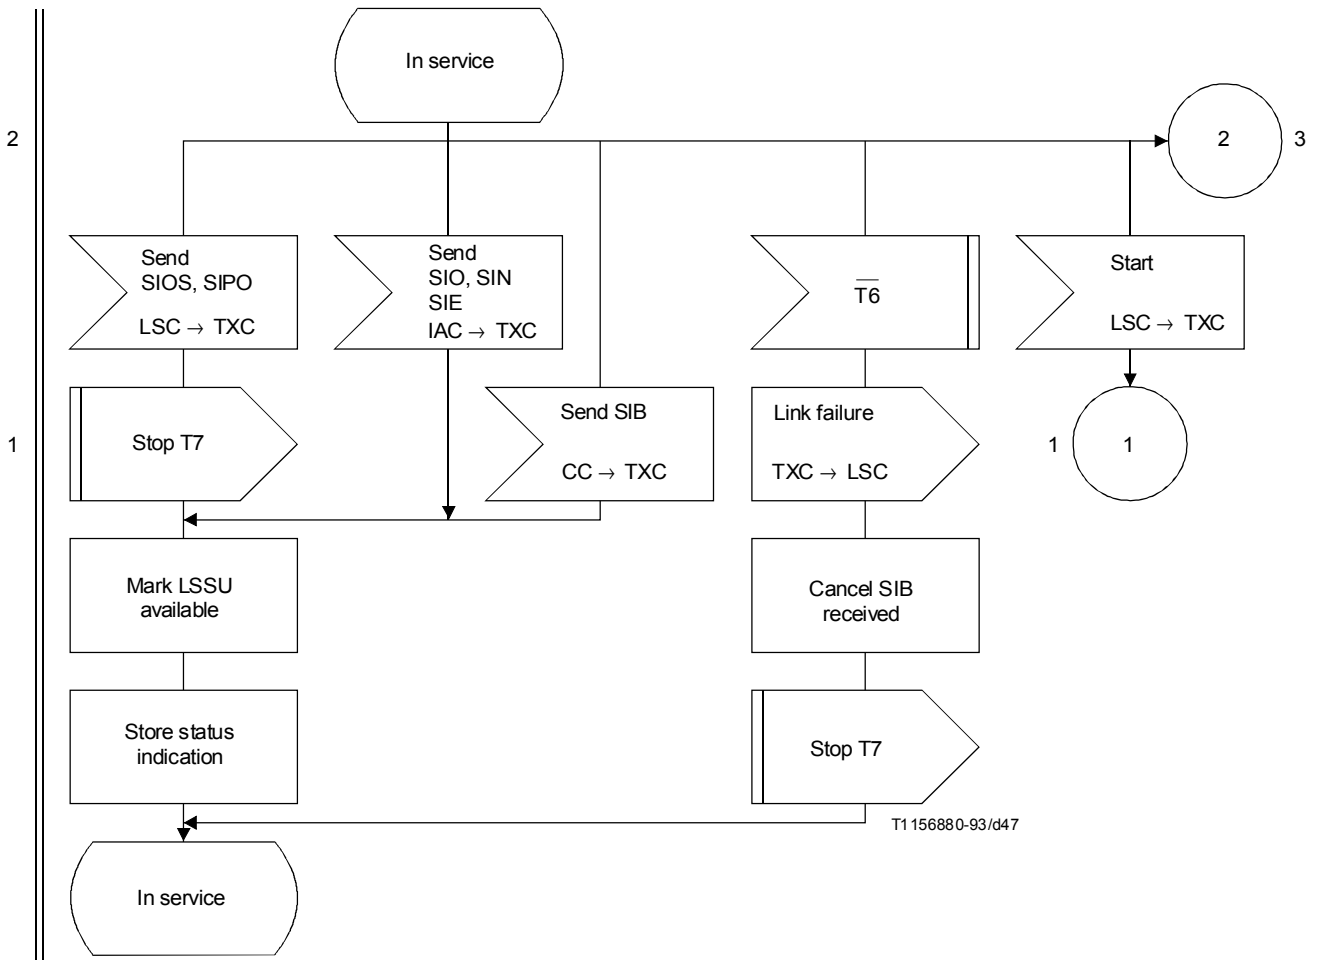 In service
2
2
3
Send
SIOS, SIPO
LSC → TXC
Send
SIO, SIN
SIE
IAC → TXC
T̅6̅
Start
LSC → TXC
1
Stop T7
Send SIB
CC → TXC
Link failure
TXC → LSC
1
1
Mark LSSU
available
Cancel SIB
received
Store status
indication
Stop T7
T1156880-93/d47
In service